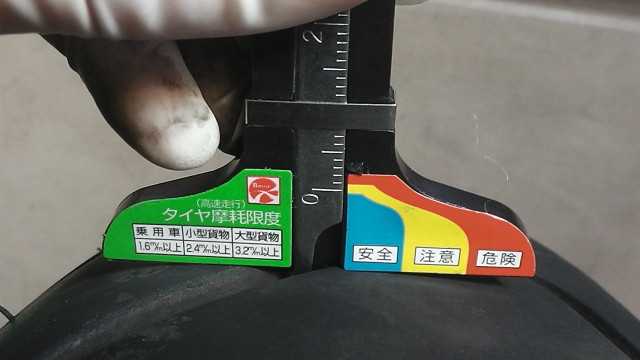 2
0
(高速走行)
タイヤ摩耗限度
乗用車 小型貨物 大型貨物
1.6㎜以上 2.4㎜以上 3.2㎜以上
安全 注意 危険